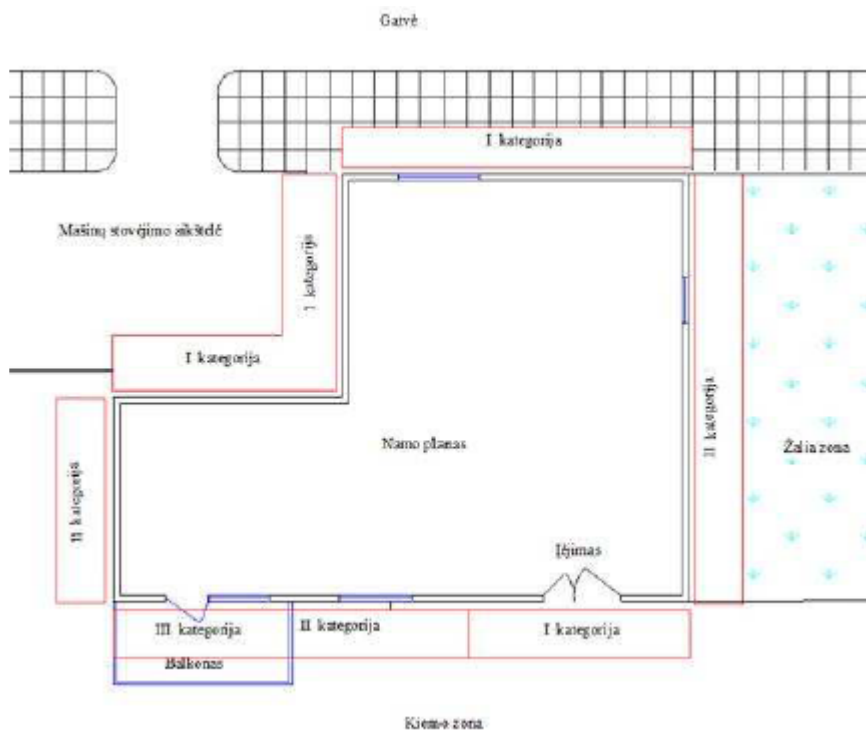 Gatvė
I kategorija
Mašinų stovėjimo aikštelė
I kategorija
I kategorija
II kategorija
II kategorija
Namo planas
Žalia zona
Įėjimas
III kategorija
II kategorija
I kategorija
Balkonas
Kiemo zona